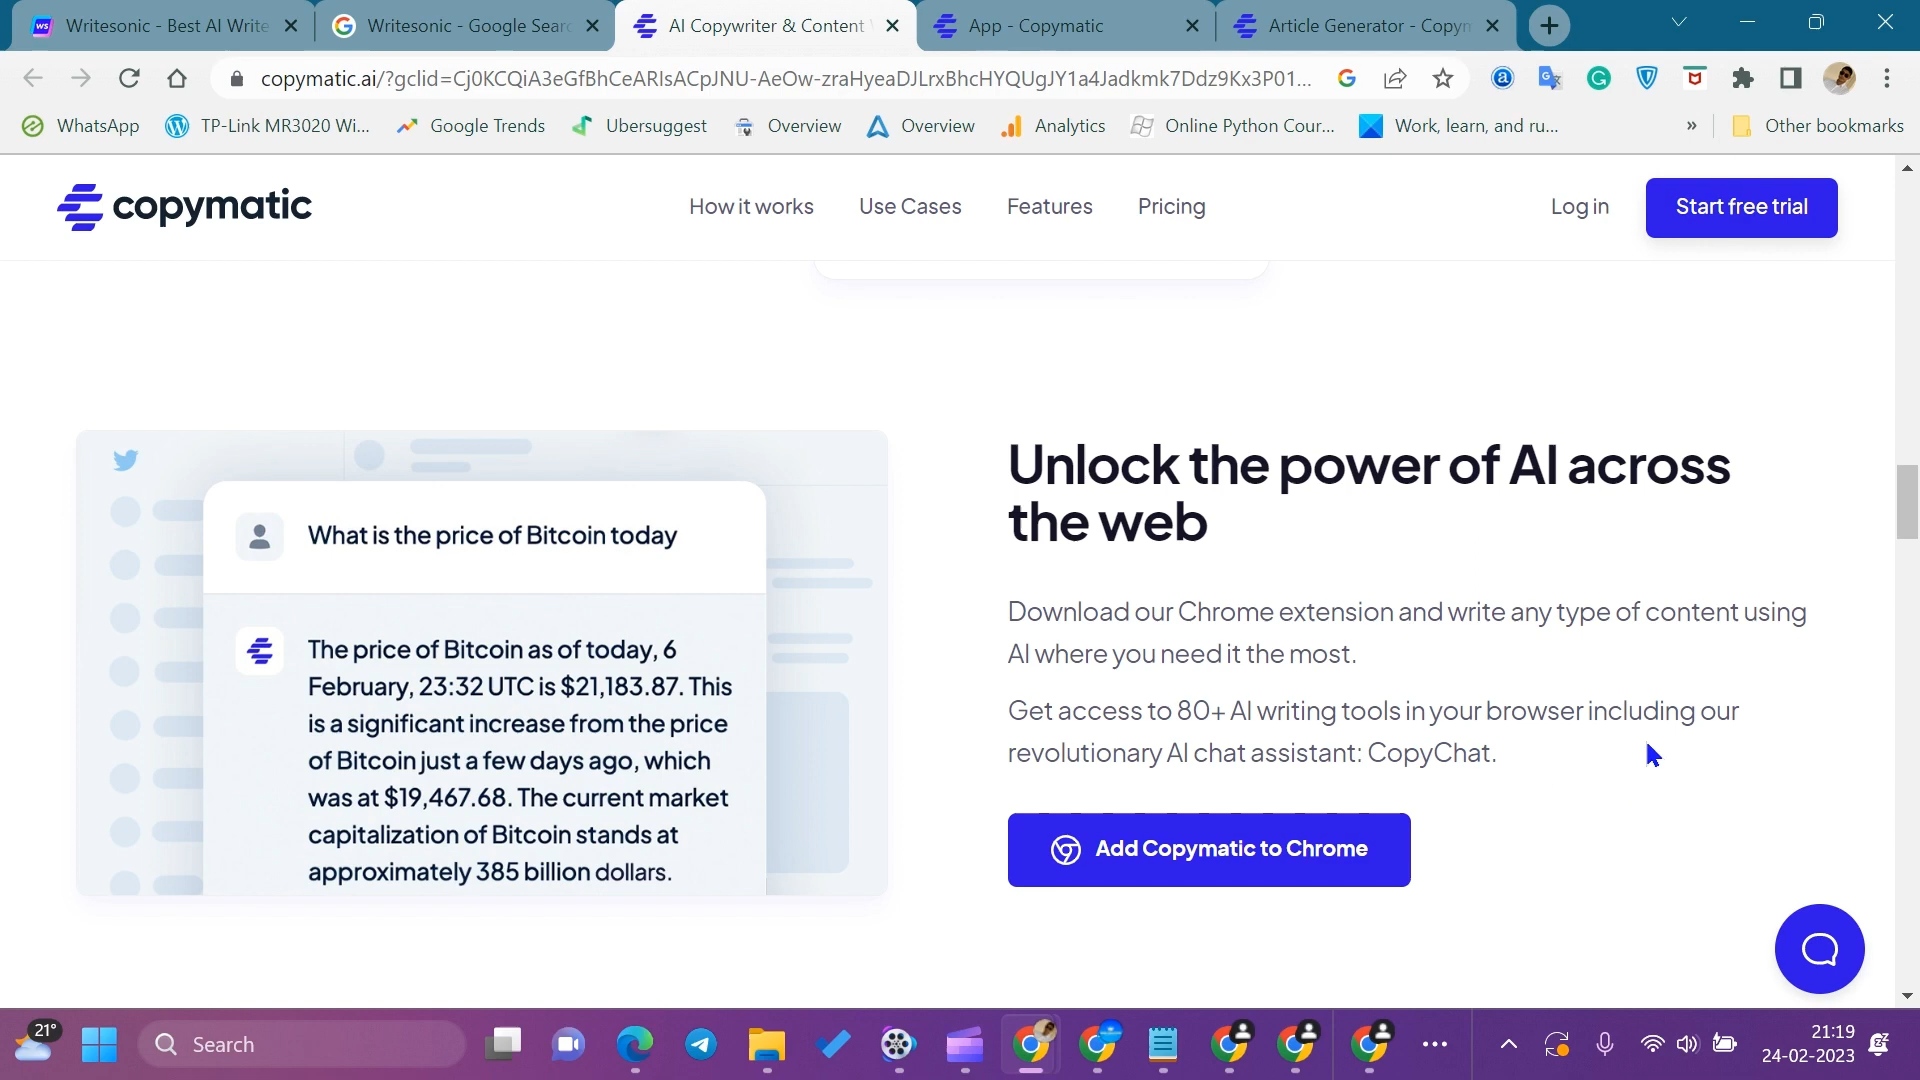 Writesonic - Best AI Write
Writesonic - Google Sear
AI Copywriter & Content
App - Copymatic
Article Generator - Copyn
copymatic.ai/?gclid=Cj0KCQiA3eGfBhCeARIsACpJNU-AeOw-zraHyeaDJLrxBhcHYQUgJY1a4Jadkmk7Ddz9Kx3P01...
WhatsApp
TP-Link MR3020 Wi...
Google Trends
Ubersuggest
Overview
Overview
Analytics
Online Python Cour...
Work, learn, and ru...
»
Other bookmarks
copymatic
How it works
Use Cases
Features
Pricing
Log in
Start free trial
What is the price of Bitcoin today
The price of Bitcoin as of today, 6
February, 23:32 UTC is $21,183.87. This
is a significant increase from the price
of Bitcoin just a few days ago, which
was at $19,467.68. The current market
capitalization of Bitcoin stands at
approximately 385 billion dollars.
Unlock the power of AI across
the web
Download our Chrome extension and write any type of content using
AI where you need it the most.
Get access to 80+ AI writing tools in your browser including our
revolutionary AI chat assistant: CopyChat.
Add Copymatic to Chrome
21°
Search
21:19
24-02-2023